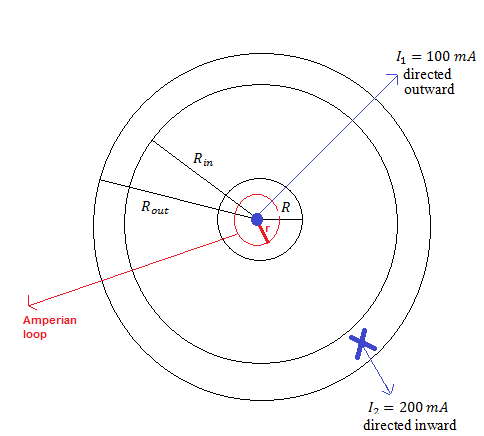 I₁ = 100 mA
directed
outward
R_in
R_out
R
r
Amperian
loop
I₂ = 200 mA
directed inward